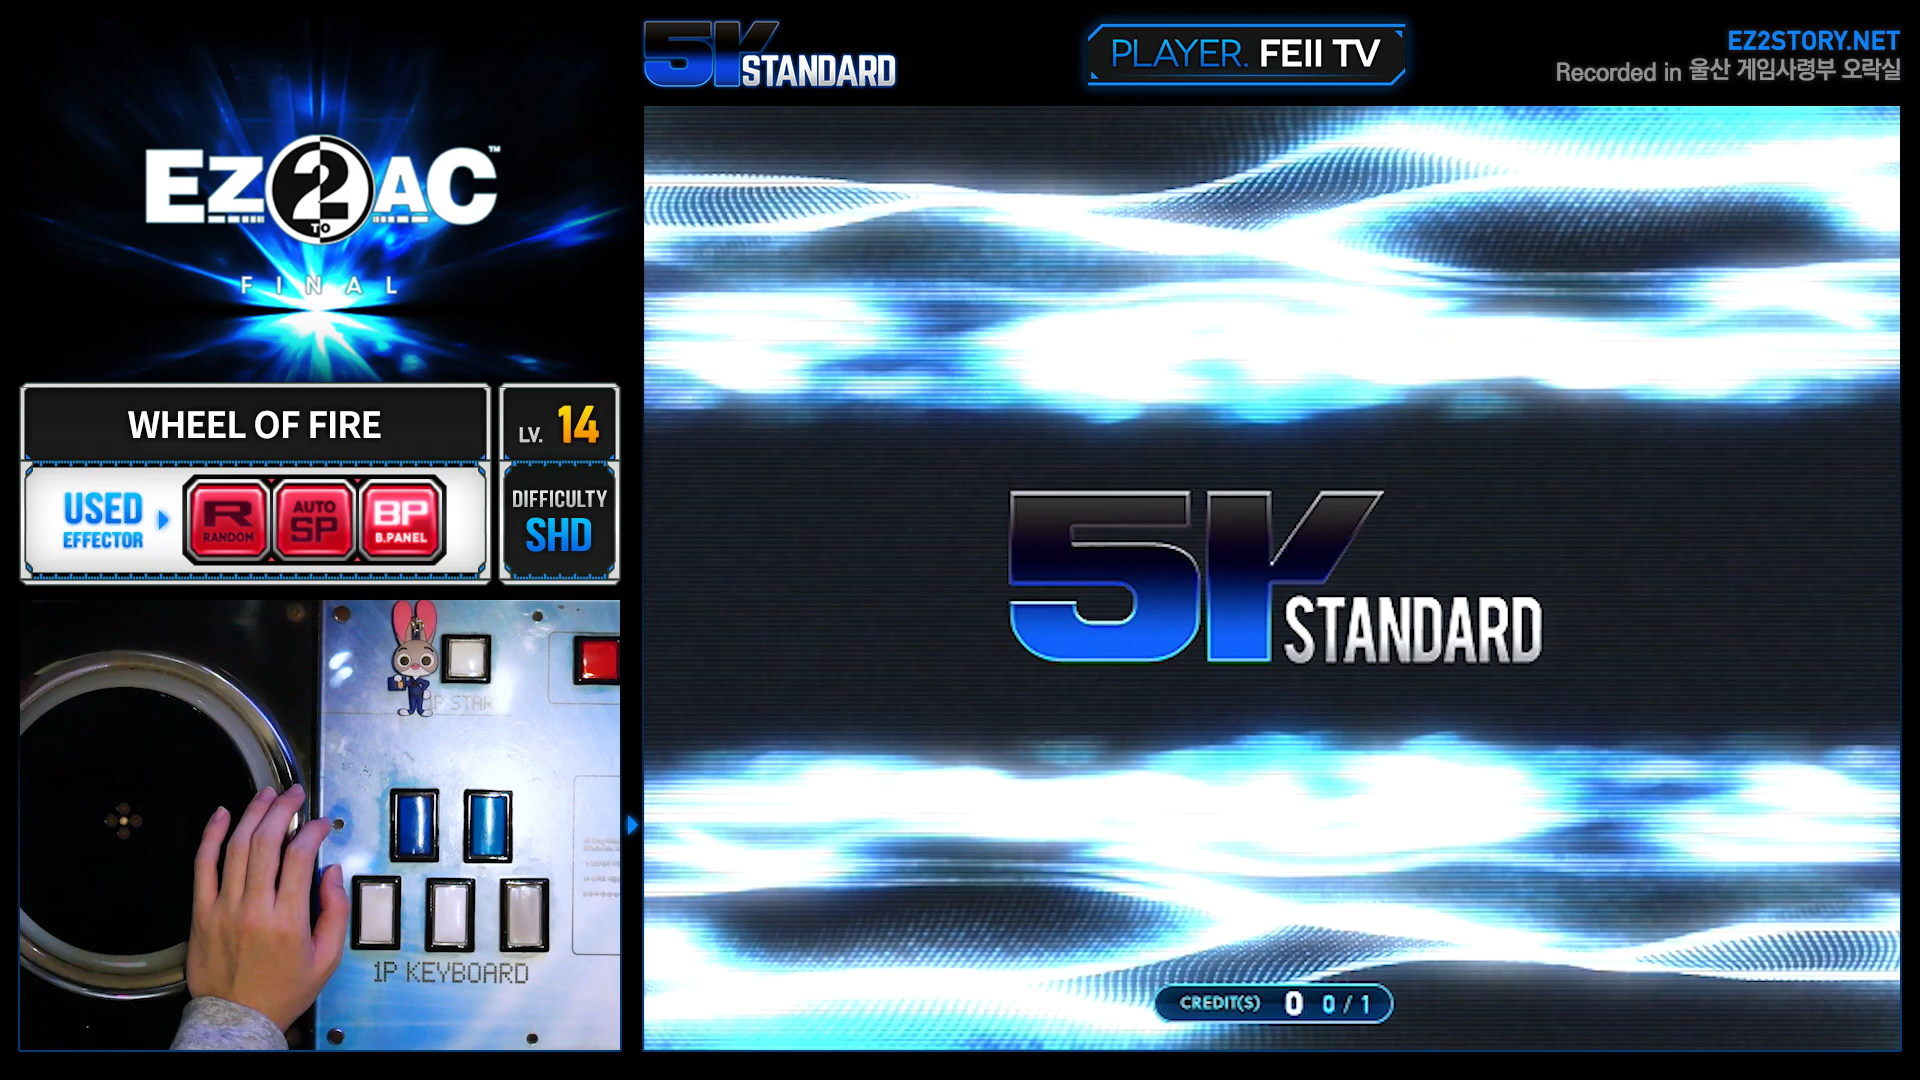 5K STANDARD
PLAYER. FEII TV
EZ2STORY.NET
Recorded in 울산 게임사령부 오락실
EZ2AC™
TO
FINAL
WHEEL OF FIRE
LV. 14
USED
EFFECTOR
R
RANDOM
AUTO
SP
BP
B.PANEL
DIFFICULTY
SHD
5K STANDARD
P STAR
1P KEYBOARD
CREDIT(S) 0 0 / 1